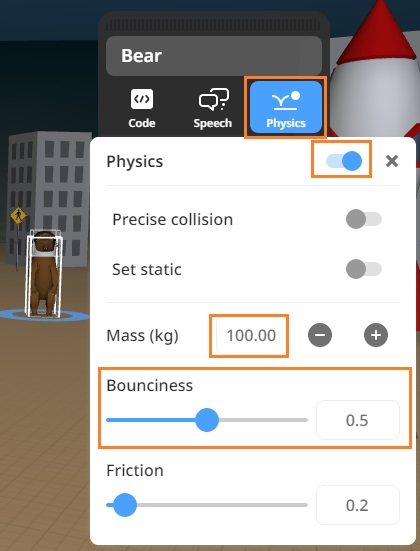 Bear
Code
Speech
Physics
Physics
Precise collision
Set static
Mass (kg)
100.00
Bounciness
0.5
Friction
0.2